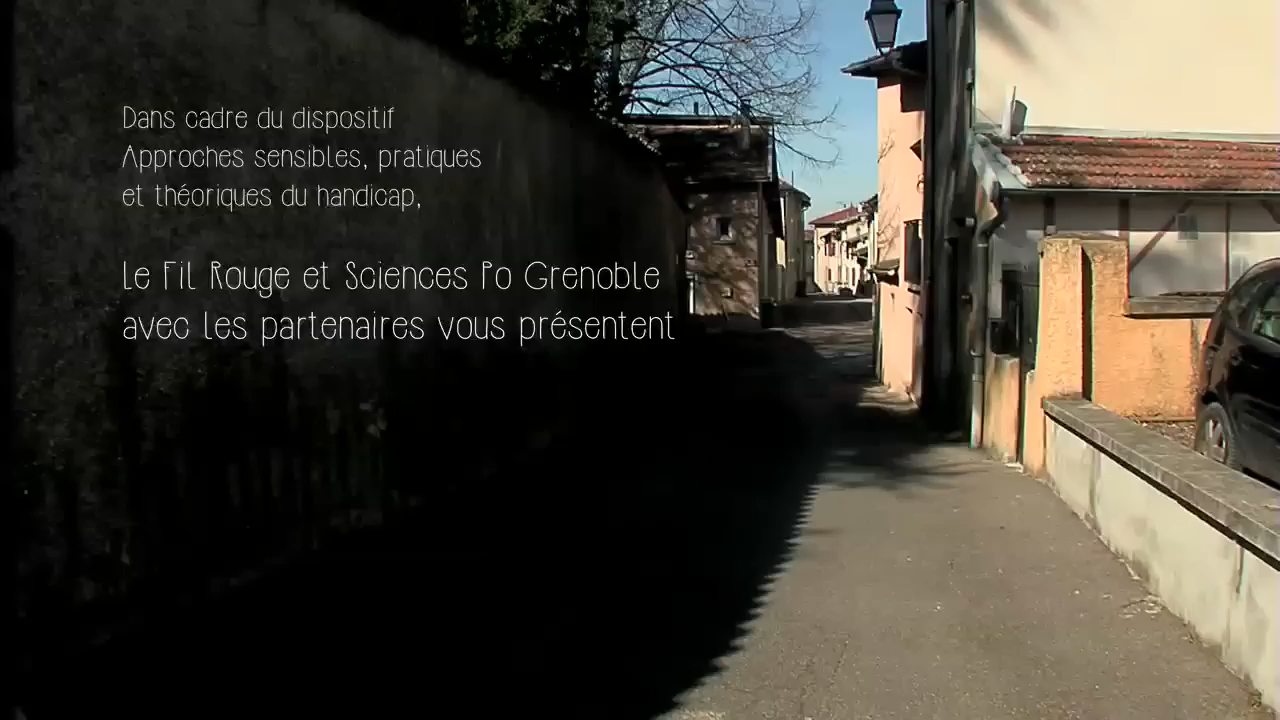 Dans cadre du dispositif
Approches sensibles, pratiques
et théoriques du handicap,
Le Fil Rouge et Sciences Po Grenoble
avec les partenaires vous présentent